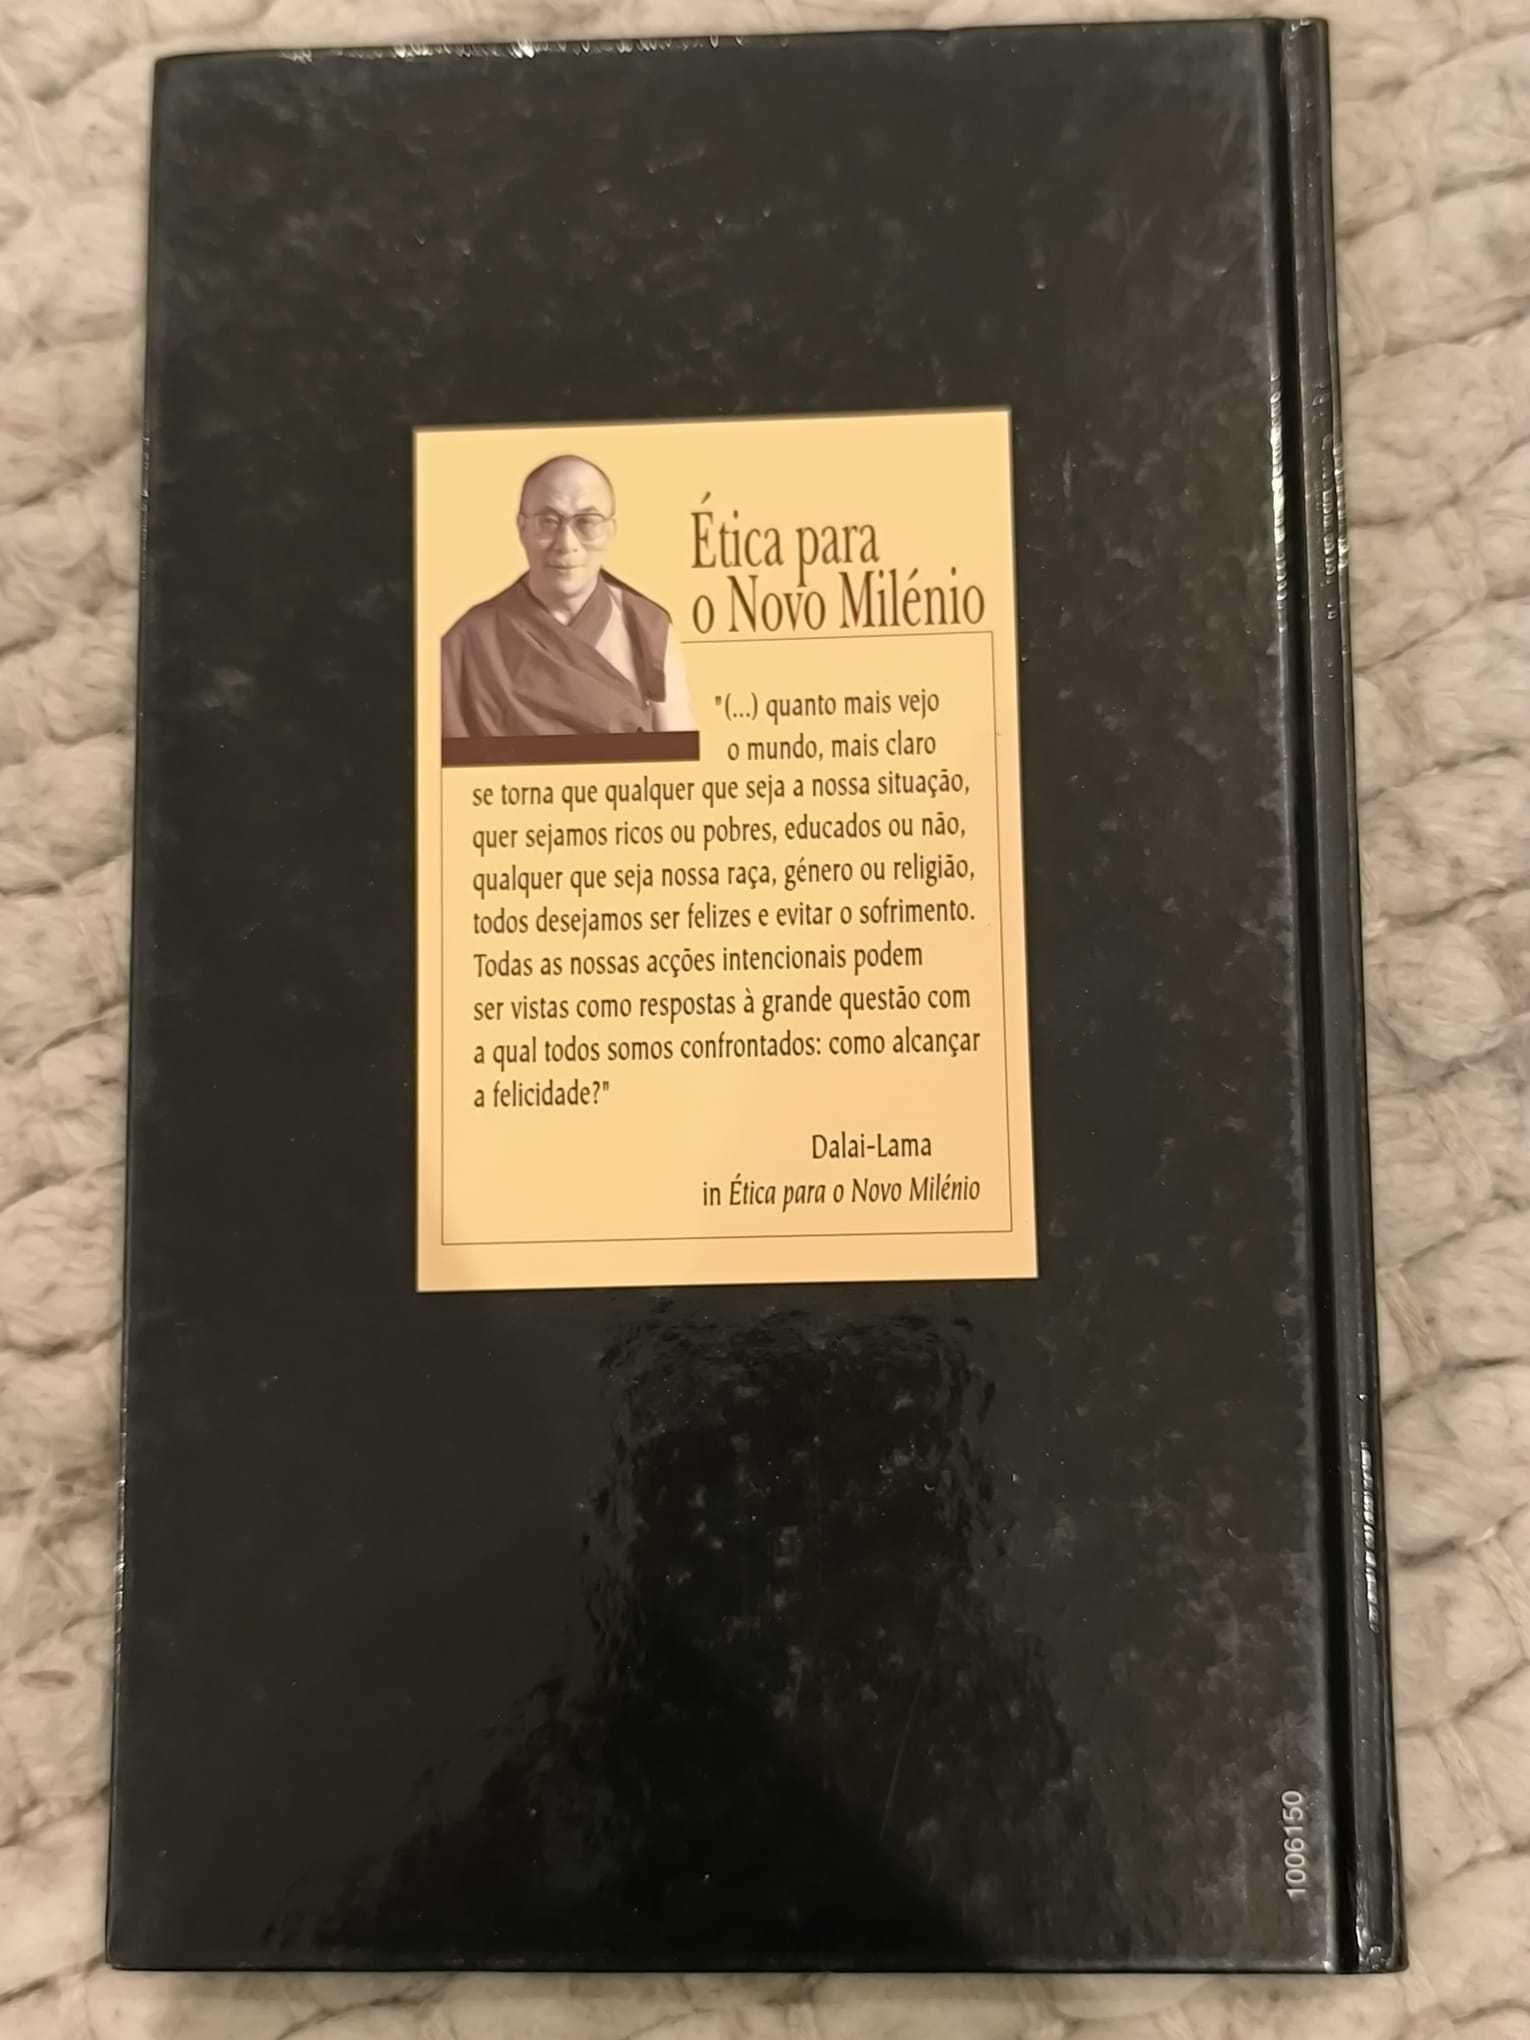 Ética para
o Novo Milénio
"(...) quanto mais vejo
o mundo, mais claro
se torna que qualquer que seja a nossa situação,
quer sejamos ricos ou pobres, educados ou não,
qualquer que seja nossa raça, género ou religião,
todos desejamos ser felizes e evitar o sofrimento.
Todas as nossas acções intencionais podem
ser vistas como respostas à grande questão com
a qual todos somos confrontados: como alcançar
a felicidade?"
Dalai-Lama
in Ética para o Novo Milénio
1006150